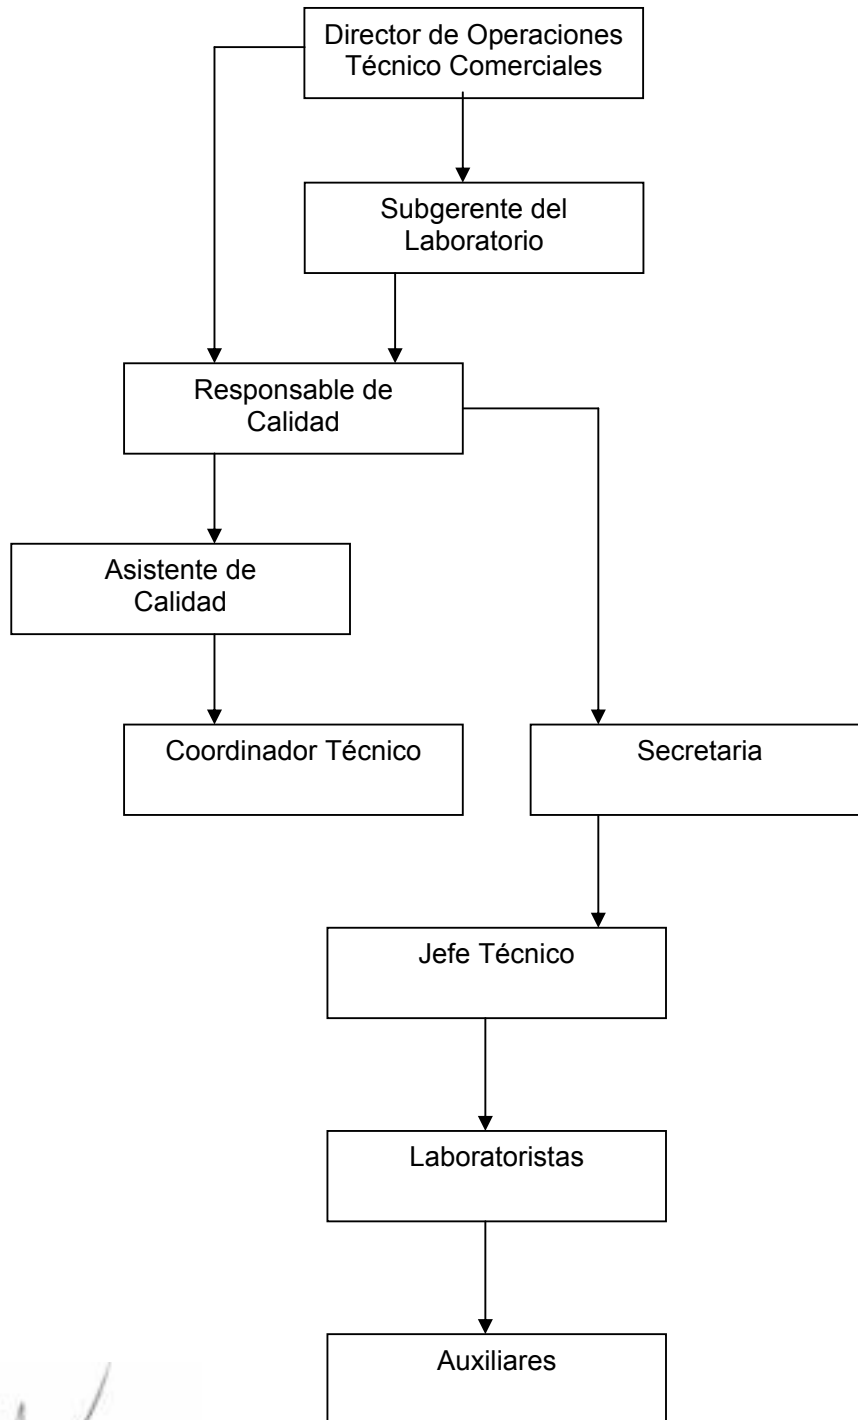 Director de Operaciones
Técnico Comerciales
Subgerente del
Laboratorio
Responsable de
Calidad
Asistente de
Calidad
Coordinador Técnico
Secretaria
Jefe Técnico
Laboratoristas
Auxiliares